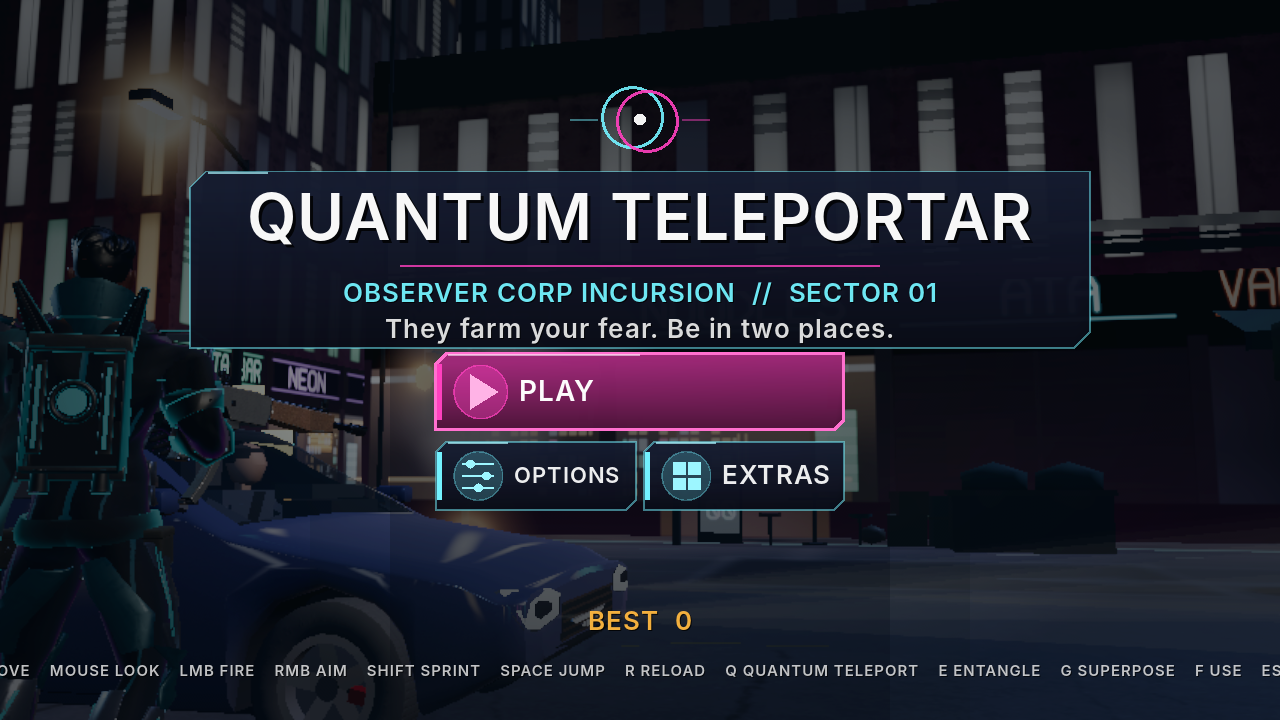 QUANTUM TELEPORTAR
OBSERVER CORP INCURSION // SECTOR 01
They farm your fear. Be in two places.
PLAY
NEON
OPTIONS
EXTRAS
BEST 0
MOUSE LOOK LMB FIRE RMB AIM SHIFT SPRINT SPACE JUMP R RELOAD Q QUANTUM TELEPORT E ENTANGLE G SUPERPOSE F USE